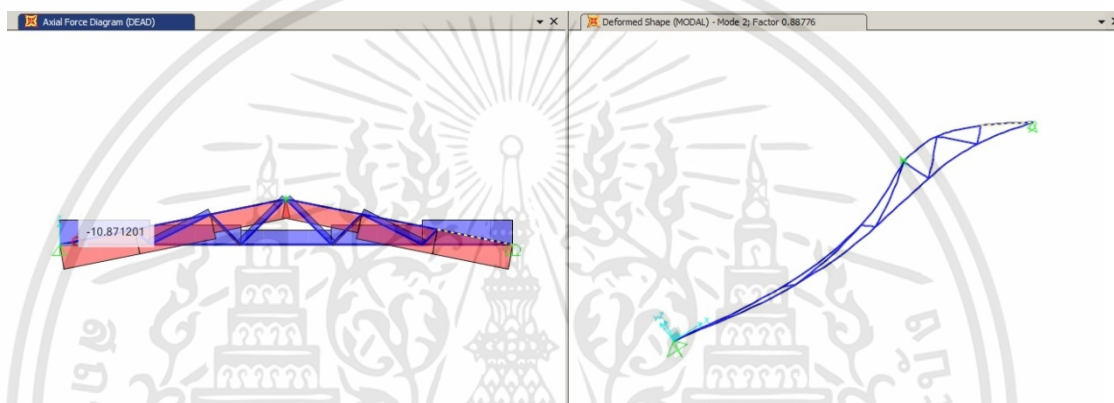 Axial Force Diagram (DEAD)
Deformed Shape (MODAL) - Mode 2; Factor 0.88776
-10.871201